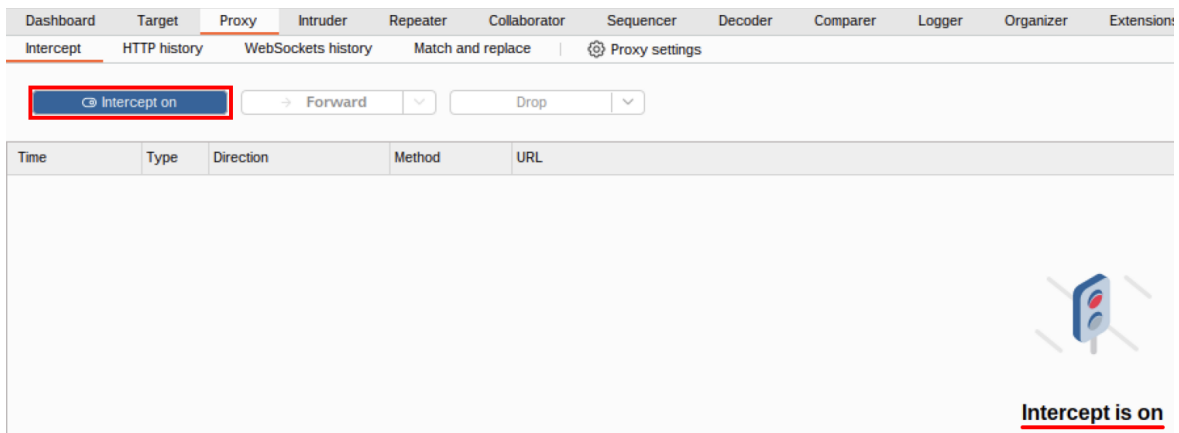 Dashboard Target Proxy Intruder Repeater Collaborator Sequencer Decoder Comparer Logger Organizer Extensions
Intercept HTTP history WebSockets history Match and replace Proxy settings
Intercept on Forward Drop
Time Type Direction Method URL
Intercept is on